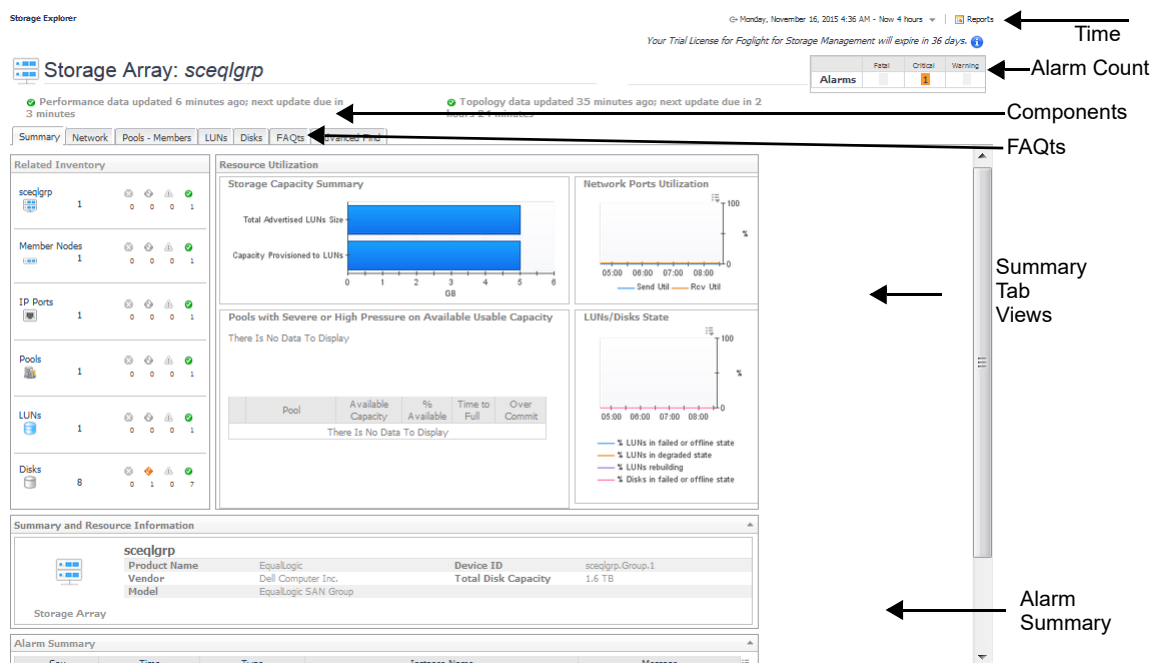 Storage Explorer
Monday, November 16, 2015 4:36 AM - Now 4 hours
Reports
Time
Your Trial License for Foglight for Storage Management will expire in 36 days.
Storage Array: sceqlgrp
Fatal Critical Warning
Alarms 1
Alarm Count
Performance data updated 6 minutes ago; next update due in
3 minutes
Topology data updated 35 minutes ago; next update due in 2
hours 24 minutes
Components
Summary Network Pools - Members LUNs Disks FAQts Advanced Find
FAQts
Related Inventory
sceqlgrp
1
0 0 0 1
Member Nodes
1
0 0 0 1
IP Ports
1
0 0 0 1
Pools
1
0 0 0 1
LUNs
1
0 0 0 1
Disks
8
0 1 0 7
Resource Utilization
Storage Capacity Summary
Total Advertised LUNs Size
Capacity Provisioned to LUNs
0 1 2 3 4 5 6
GB
Network Ports Utilization
100
%
0
05:00 06:00 07:00 08:00
Send Util Rcv Util
Pools with Severe or High Pressure on Available Usable Capacity
There Is No Data To Display
Pool
Available
Capacity
%
Available
Time to
Full
Over
Commit
There Is No Data To Display
LUNs/Disks State
100
%
0
05:00 06:00 07:00 08:00
% LUNs in failed or offline state
% LUNs in degraded state
% LUNs rebuilding
% Disks in failed or offline state
Summary
Tab
Views
Summary and Resource Information
Storage Array
sceqlgrp
Product Name EqualLogic Device ID sceqlgrp.Group.1
Vendor Dell Computer Inc. Total Disk Capacity 1.6 TB
Model EqualLogic SAN Group
Alarm
Summary
Alarm Summary
Sev Time Type Instance Name Message